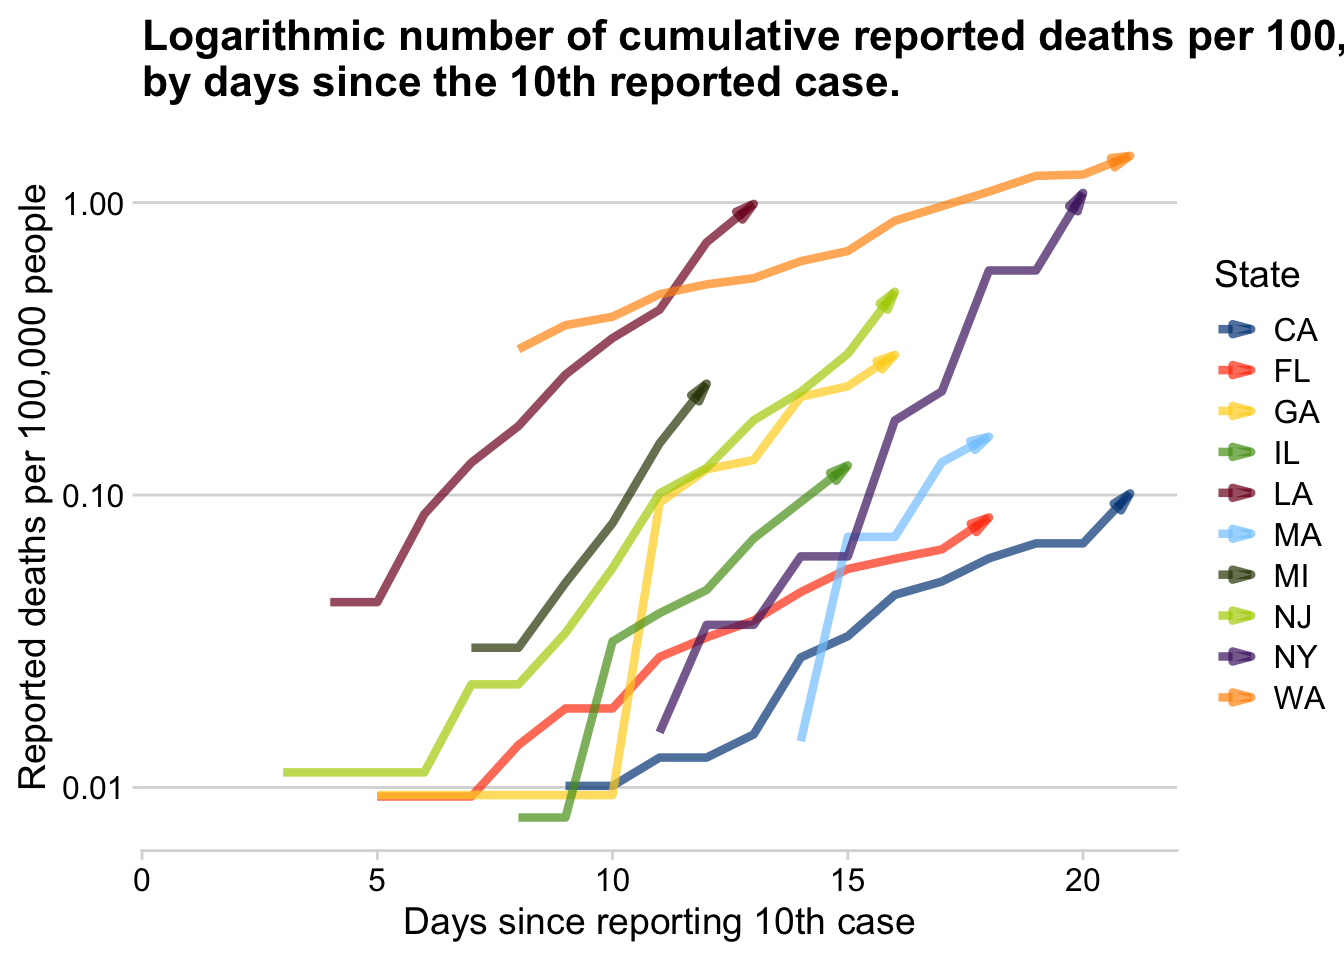 Logarithmic number of cumulative reported deaths per 100,
by days since the 10th reported case.
Reported deaths per 100,000 people
1.00
0.10
0.01
0
5
10
15
20
Days since reporting 10th case
State
CA
FL
GA
IL
LA
MA
MI
NJ
NY
WA